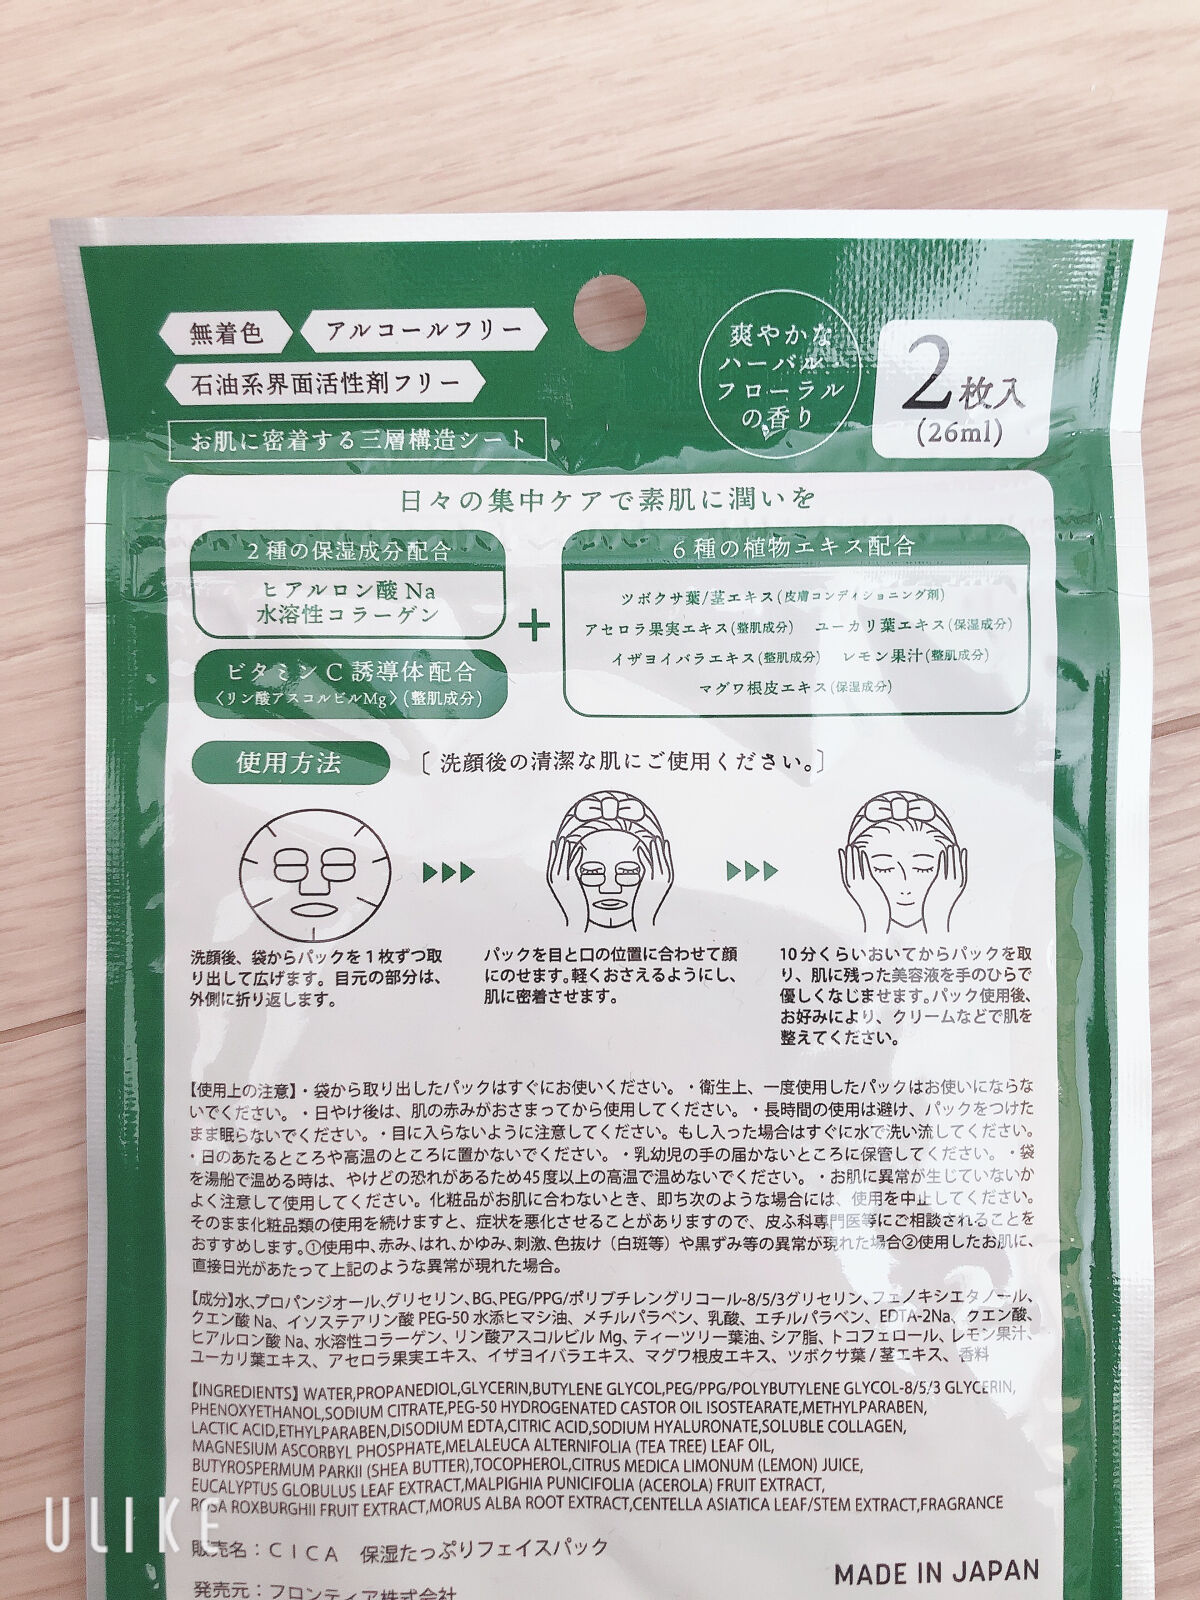 無着色
アルコールフリー
石油系界面活性剤フリー
お肌に密着する三層構造シート
爽やかな
ハーバル
フローラル
の香り
2枚入
(26ml)
日々の集中ケアで素肌に潤いを
2種の保湿成分配合
ヒアルロン酸 Na
水溶性コラーゲン
ビタミン C 誘導体配合
〈リン酸アスコルビルMg〉(整肌成分)
+
6種の植物エキス配合
ツボクサ葉/茎エキス(皮膚コンディショニング剤)
アセロラ果実エキス(整肌成分) ユーカリ葉エキス(保湿成分)
イザヨイバラエキス(整肌成分) レモン果汁(整肌成分)
マグワ根皮エキス(保湿成分)
使用方法
[ 洗顔後の清潔な肌にご使用ください。]
洗顔後、袋からパックを1枚ずつ取
り出して広げます。目元の部分は、
外側に折り返します。
パックを目と口の位置に合わせて顔
にのせます。軽くおさえるようにし、
肌に密着させます。
10分くらいおいてからパックを取
り、肌に残った美容液を手のひらで
優しくなじませます。パック使用後、
お好みにより、クリームなどで肌を
整えてください。
【使用上の注意】・袋から取り出したパックはすぐにお使いください。・衛生上、一度使用したパックはお使いにならな
いでください。・日やけ後は、肌の赤みがおさまってから使用してください。・長時間の使用は避け、パックをつけた
まま眠らないでください。・目に入らないように注意してください。もし入った場合はすぐに水で洗い流してください。
・日のあたるところや高温のところに置かないでください。・乳幼児の手の届かないところに保管してください。・袋
を湯船で温める時は、やけどの恐れがあるため45度以上の高温で温めないでください。・お肌に異常が生じていないか
よく注意して使用してください。化粧品がお肌に合わないとき、即ち次のような場合には、使用を中止してください。
そのまま化粧品類の使用を続けますと、症状を悪化させることがありますので、皮ふ科専門医等にご相談されることを
おすすめします。①使用中、赤み、はれ、かゆみ、刺激、色抜け(白斑等)や黒ずみ等の異常が現れた場合②使用したお肌に、
直接日光があたって上記のような異常が現れた場合。
【成分】水、プロパンジオール、グリセリン、BG、PEG/PPG/ポリブチレングリコール-8/5/3グリセリン、フェノキシエタノール、
クエン酸 Na、イソステアリン酸 PEG-50 水添ヒマシ油、メチルパラベン、乳酸、エチルパラベン、EDTA-2Na、クエン酸、
ヒアルロン酸 Na、水溶性コラーゲン、リン酸アスコルビル Mg、ティーツリー葉油、シア脂、トコフェロール、レモン果汁、
ユーカリ葉エキス、アセロラ果実エキス、イザヨイバラエキス、マグワ根皮エキス、ツボクサ葉/茎エキス、香料
【INGREDIENTS】WATER,PROPANEDIOL,GLYCERIN,BUTYLENE GLYCOL,PEG/PPG/POLYBUTYLENE GLYCOL-8/5/3 GLYCERIN,
PHENOXYETHANOL,SODIUM CITRATE,PEG-50 HYDROGENATED CASTOR OIL ISOSTEARATE,METHYLPARABEN,
LACTIC ACID,ETHYLPARABEN,DISODIUM EDTA,CITRIC ACID,SODIUM HYALURONATE,SOLUBLE COLLAGEN,
MAGNESIUM ASCORBYL PHOSPHATE,MELALEUCA ALTERNIFOLIA (TEA TREE) LEAF OIL,
BUTYROSPERMUM PARKII (SHEA BUTTER),TOCOPHEROL,CITRUS MEDICA LIMONUM (LEMON) JUICE,
EUCALYPTUS GLOBULUS LEAF EXTRACT,MALPIGHIA PUNICIFOLIA (ACEROLA) FRUIT EXTRACT,
ROSA ROXBURGHII FRUIT EXTRACT,MORUS ALBA ROOT EXTRACT,CENTELLA ASIATICA LEAF/STEM EXTRACT,FRAGRANCE
ULIKE
販売名：CICA 保湿たっぷりフェイスパック
発売元：フロンティア株式会社
MADE IN JAPAN